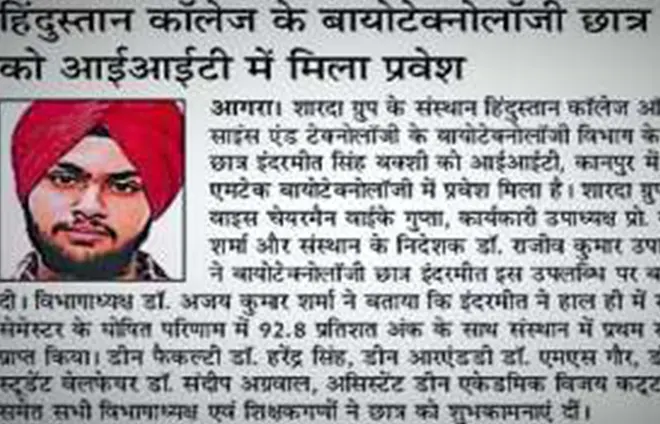 हिंदुस्तान कॉलेज के बायोटेक्नोलॉजी छात्र
को आईआईटी में मिला प्रवेश
आगरा। शारदा ग्रुप के संस्थान हिंदुस्तान कॉलेज
साइंस एंड टेक्नोलॉजी के बायोटेक्नोलॉजी विभाग के
छात्र इंदरमीत सिंह बक्शी को आईआईटी, कानपुर में
एमटेक बायोटेक्नोलॉजी में प्रवेश मिला है। शारदा ग्रुप
वाइस चेयरमैन वाईके गुप्ता, कार्यकारी उपाध्यक्ष प्रो.
शर्मा और संस्थान के निदेशक डॉ. राजीव कुमार
ने बायोटेक्नोलॉजी छात्र इंदरमीत इस उपलब्धि पर
दी। विभागाध्यक्ष डॉ. अजय कुमार शर्मा ने बताया कि इंदरमीत ने हाल ही में
सेमेस्टर के घोषित परिणाम में 92.8 प्रतिशत अंक के साथ संस्थान में प्रथम
प्राप्त किया। डीन फैकल्टी डॉ. हरेंद्र सिंह, डीन आरएंडडी डॉ. एमएस गौर,
स्टूडेंट वेलफेयर डॉ. संदीप अग्रवाल, असिस्टेंट डीन एकेडमिक विजय
समेत सभी विभागाध्यक्ष एवं शिक्षकगणों ने छात्र को शुभकामनाएं दीं।